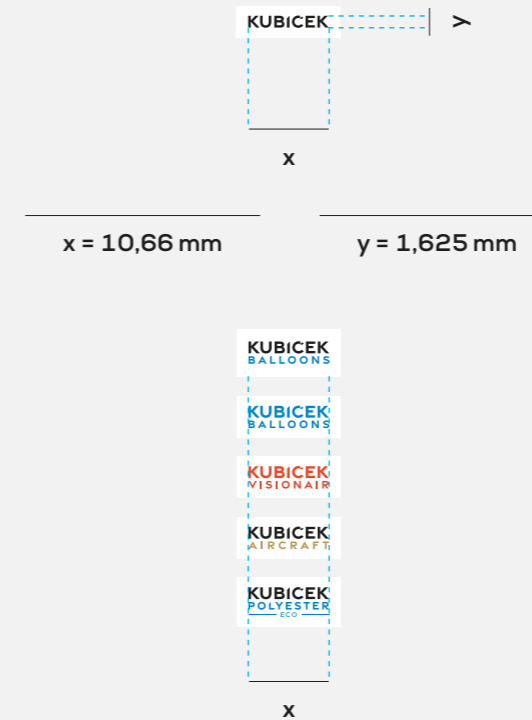 KUBICEK
y
x
x = 10,66 mm
y = 1,625 mm
KUBICEK
BALLOONS
KUBICEK
BALLOONS
KUBICEK
VISIONAIR
KUBICEK
AIRCRAFT
KUBICEK
POLYESTER
ECO
x